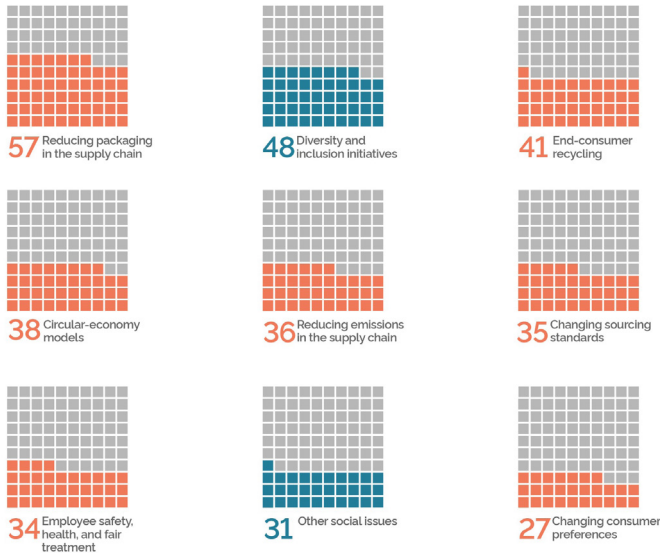 57 Reducing packaging
in the supply chain
48 Diversity and
inclusion initiatives
41 End-consumer
recycling
38 Circular-economy
models
36 Reducing emissions
in the supply chain
35 Changing sourcing
standards
34 Employee safety,
health, and fair
treatment
31 Other social issues
27 Changing consumer
preferences